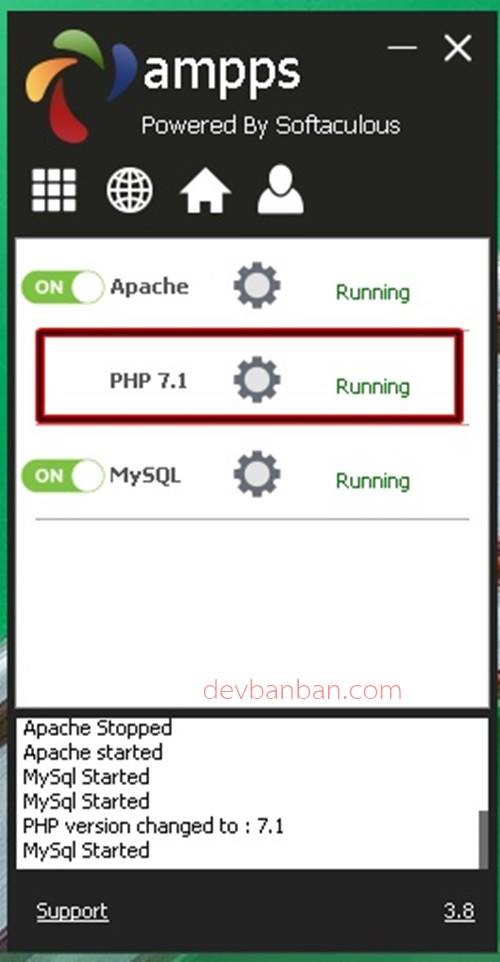 ampps
Powered By Softaculous
ON Apache Running
PHP 7.1 Running
ON MySQL Running
devbanban.com
Apache Stopped
Apache started
MySql Started
MySql Started
PHP version changed to : 7.1
MySql Started
Support 3.8